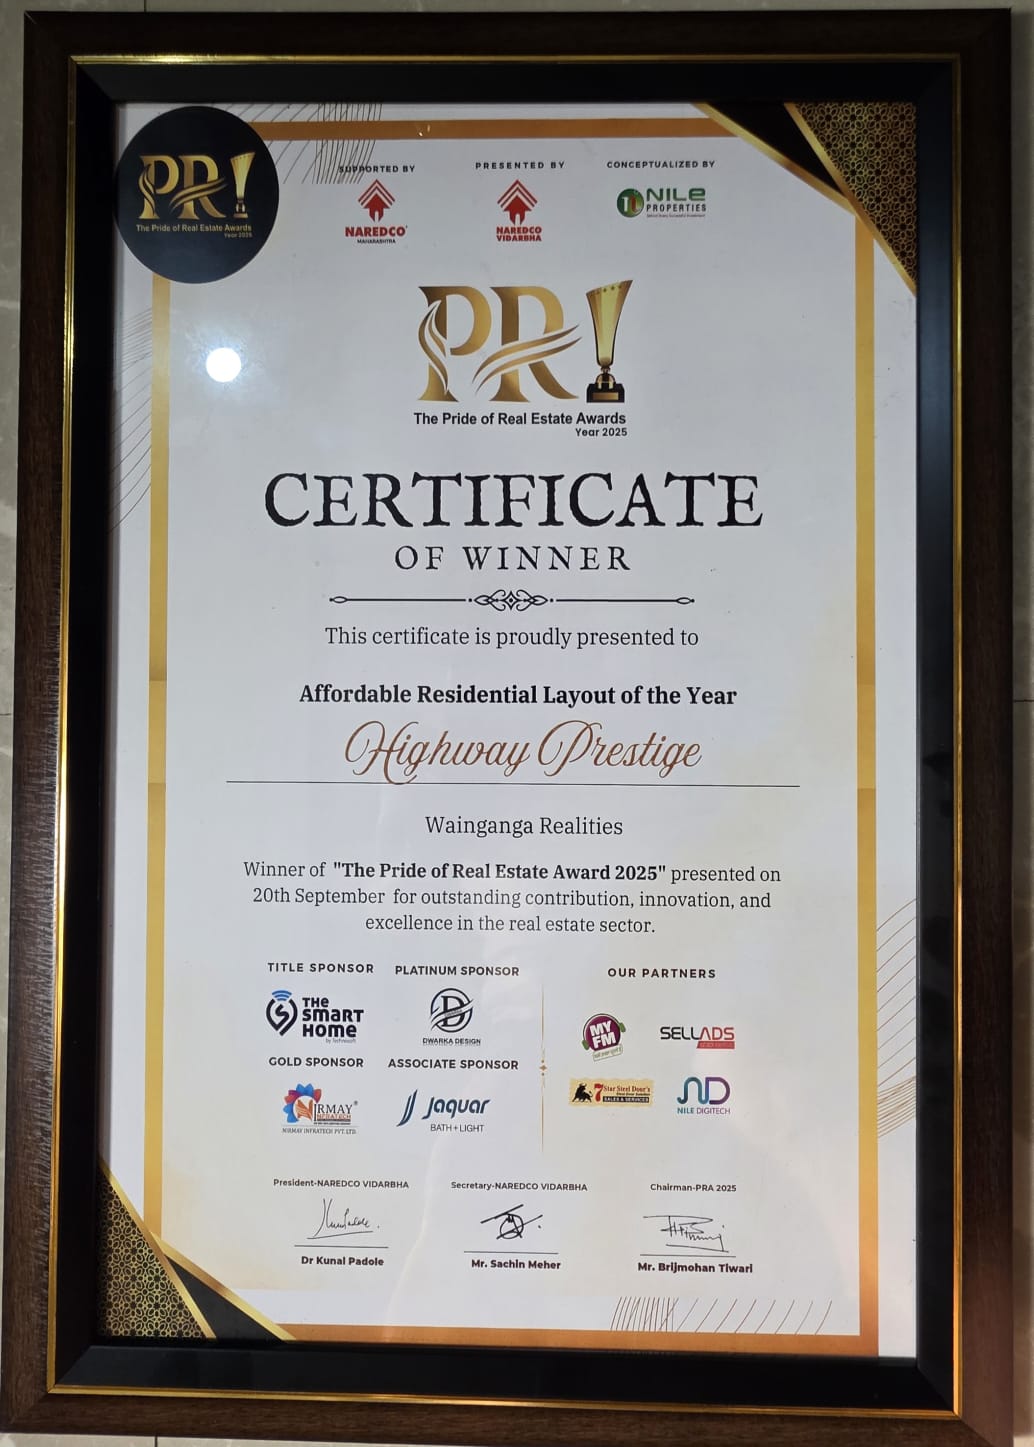 PR
The Pride of Real Estate Awards
Year 2025
SUPPORTED BY
NAREDCO
MAHARASHTRA
PRESENTED BY
NAREDCO
VIDARBHA
CONCEPTUALIZED BY
NILE
PROPERTIES
PR
The Pride of Real Estate Awards
Year 2025
CERTIFICATE
OF WINNER
This certificate is proudly presented to
Affordable Residential Layout of the Year
Highway Prestige
Wainganga Realities
Winner of "The Pride of Real Estate Award 2025" presented on
20th September for outstanding contribution, innovation, and
excellence in the real estate sector.
TITLE SPONSOR
THE
SMART
HOME
by Technosoft
PLATINUM SPONSOR
D
DWARKA DESIGN
GOLD SPONSOR
NIRMAY
INFRATECH
NIRMAY INFRATECH PVT. LTD.
ASSOCIATE SPONSOR
Jaquar
BATH+LIGHT
OUR PARTNERS
MY
FM
SELLADS
7 Star Steel Door's
SALES & SERVICES
ND
NILE DIGITECH
President-NAREDCO VIDARBHA
Dr Kunal Padole
Secretary-NAREDCO VIDARBHA
Mr. Sachin Meher
Chairman-PRA 2025
Mr. Brijmohan Tiwari